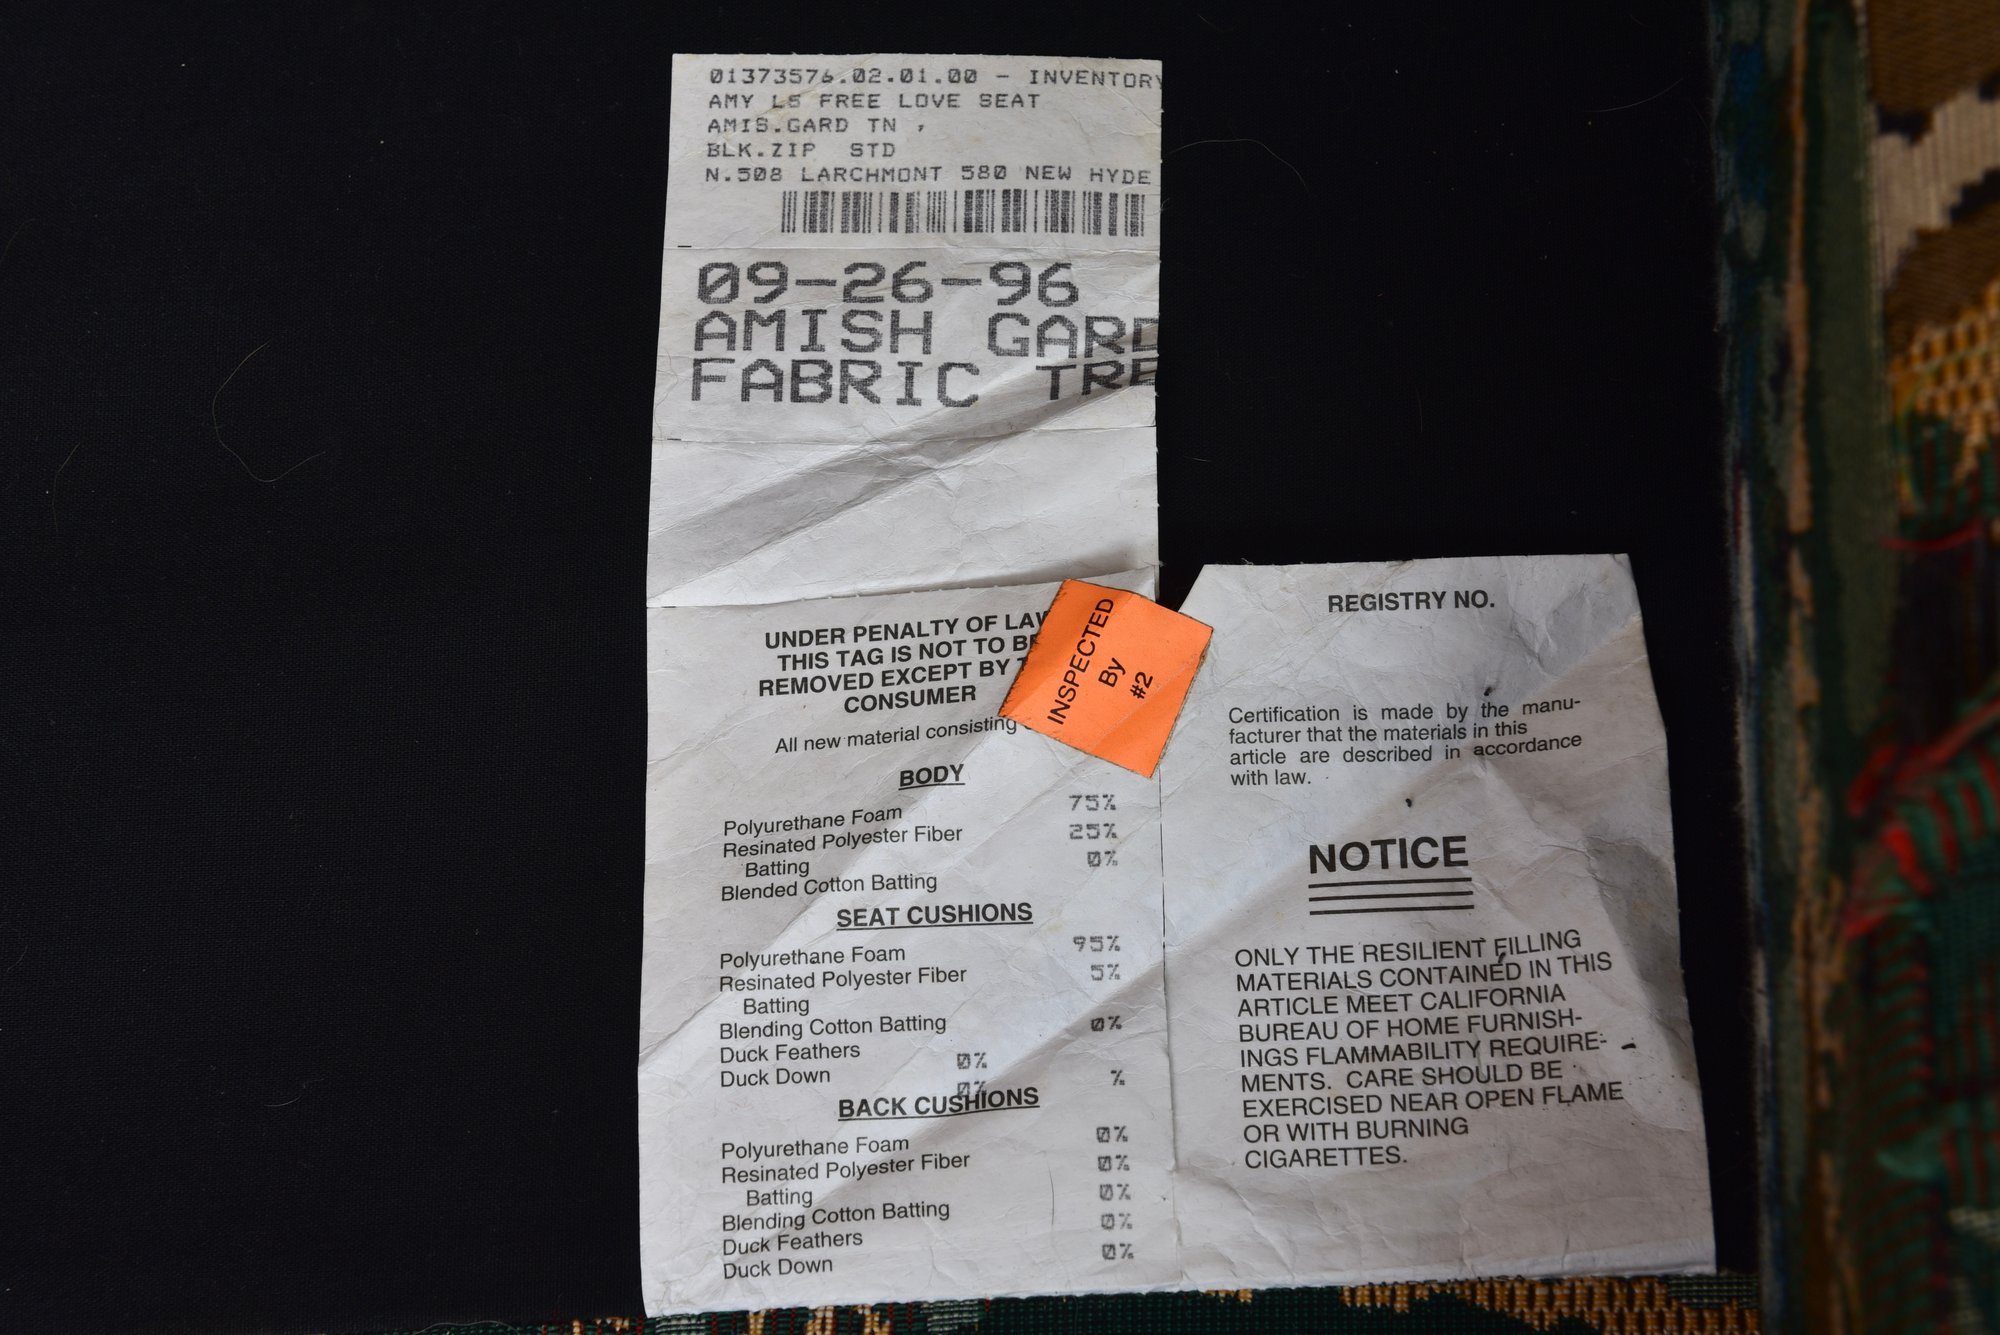 01373576.02.01.00 - INVENTORY
AMY LS FREE LOVE SEAT
AMIS.GARD TN ,
BLK.ZIP STD
N.508 LARCHMONT 580 NEW HYDE
09-26-96
AMISH GARD
FABRIC TRE
UNDER PENALTY OF LAW
THIS TAG IS NOT TO BE
REMOVED EXCEPT BY
CONSUMER
All new material consisting
INSPECTED
By
#2
BODY
75%
Polyurethane Foam
25%
Resinated Polyester Fiber
0%
Batting
Blended Cotton Batting
SEAT CUSHIONS
Polyurethane Foam 95%
Resinated Polyester Fiber 5%
Batting
Blending Cotton Batting 0%
Duck Feathers 0%
Duck Down %
0%
BACK CUSHIONS
Polyurethane Foam 0%
Resinated Polyester Fiber 0%
Batting 0%
Blending Cotton Batting 0%
Duck Feathers 0%
Duck Down
REGISTRY NO.
Certification is made by the manu-
facturer that the materials in this
article are described in accordance
with law.
NOTICE
ONLY THE RESILIENT FILLING
MATERIALS CONTAINED IN THIS
ARTICLE MEET CALIFORNIA
BUREAU OF HOME FURNISH-
INGS FLAMMABILITY REQUIRE-
MENTS. CARE SHOULD BE
EXERCISED NEAR OPEN FLAME
OR WITH BURNING
CIGARETTES.